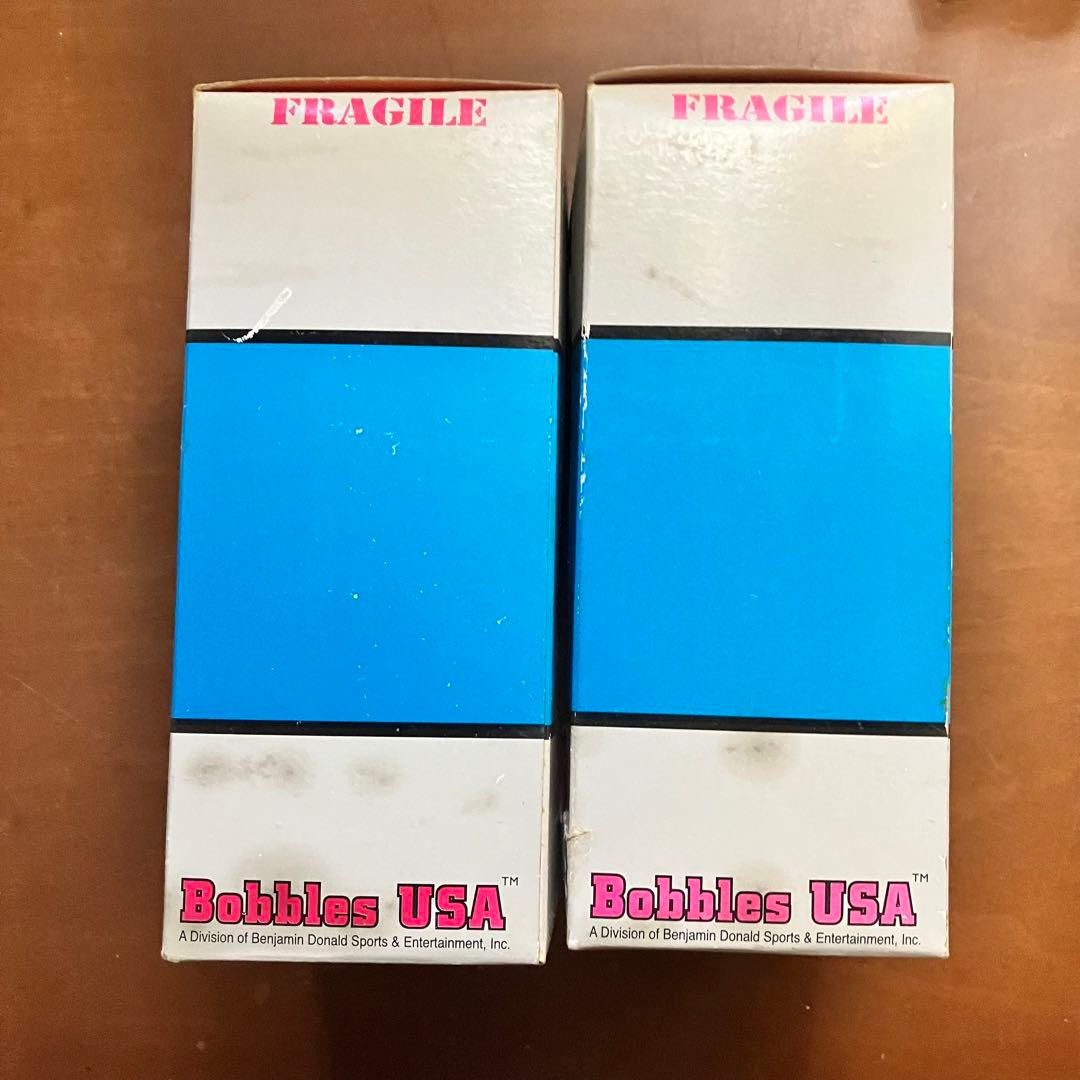 FRAGILE
Bobbles USA™
A Division of Benjamin Donald Sports & Entertainment, Inc.
FRAGILE
Bobbles USA™
A Division of Benjamin Donald Sports & Entertainment, Inc.